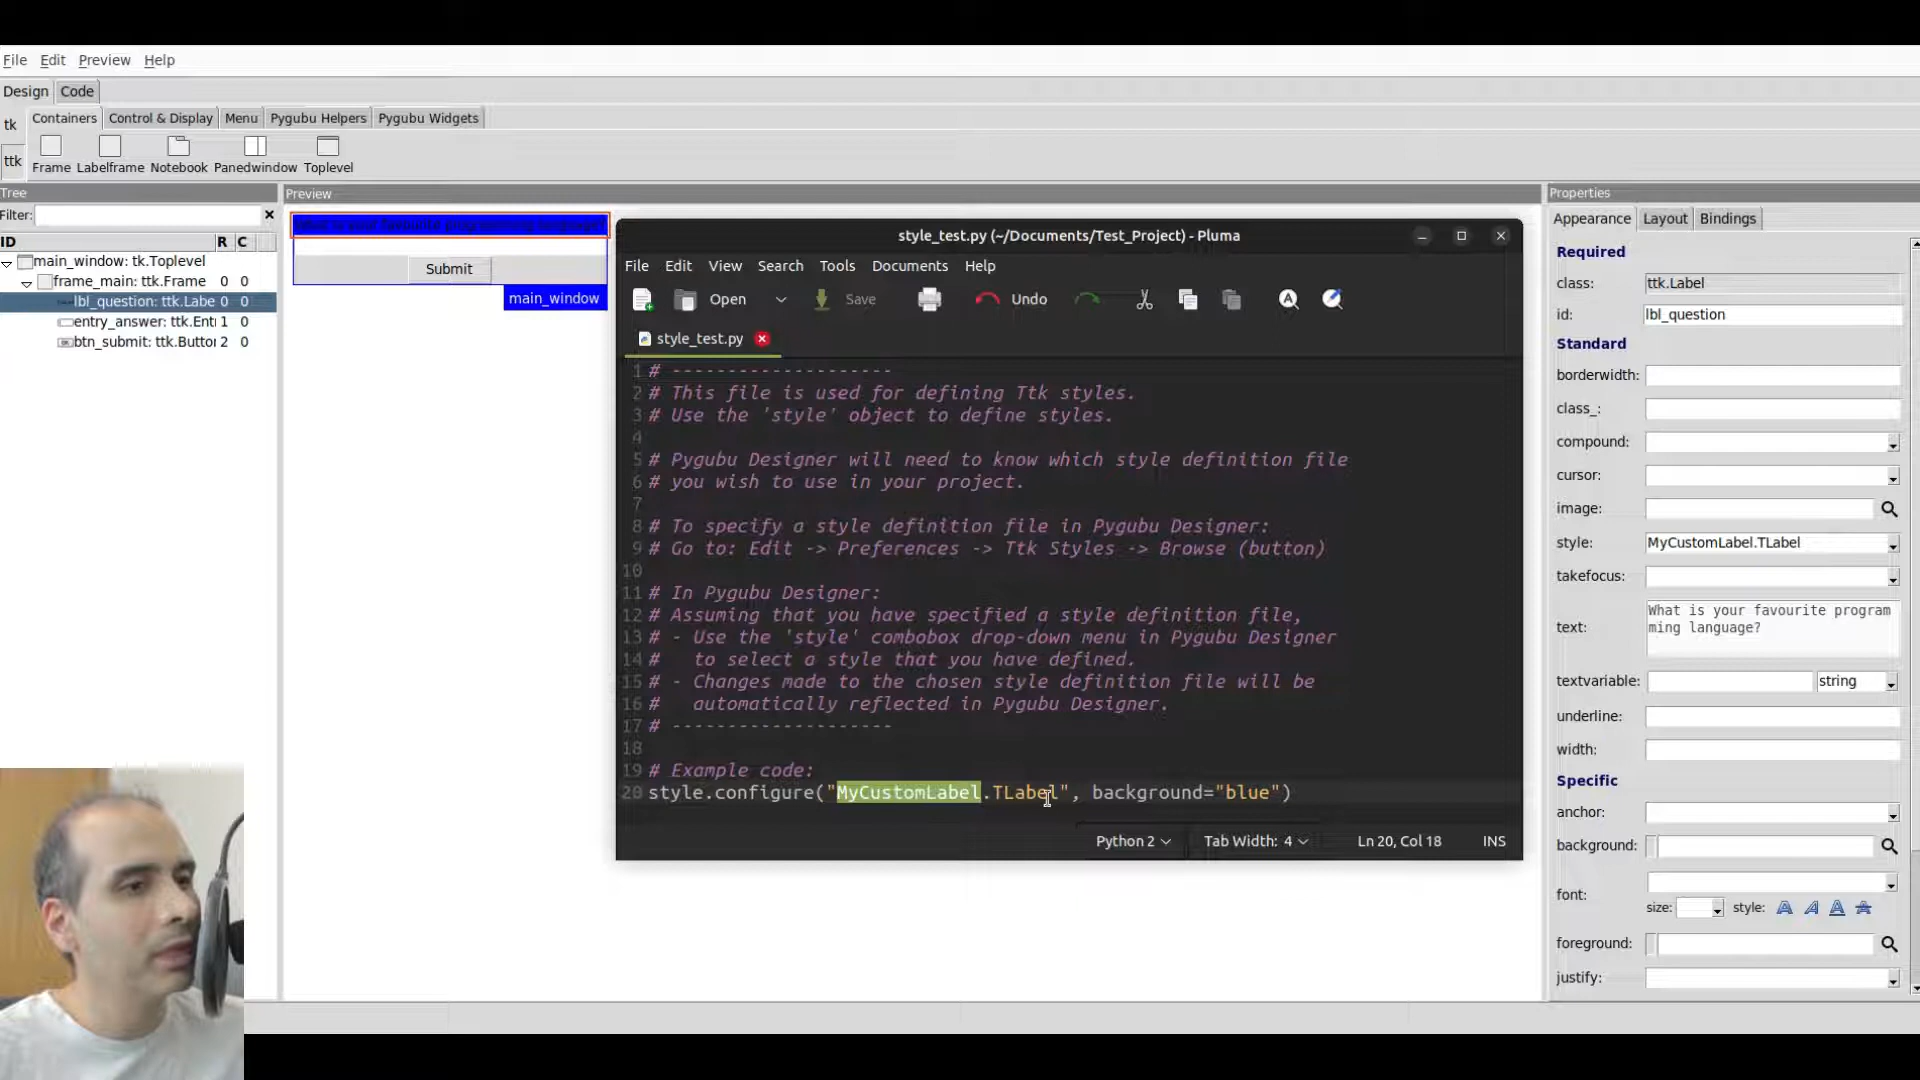 File Edit Preview Help
Design Code
tk
ttk
Containers Control & Display Menu Pygubu Helpers Pygubu Widgets
Frame Labelframe Notebook Panedwindow Toplevel
Tree
Filter:
ID R C
main_window: tk.Toplevel
frame_main: ttk.Frame 0 0
lbl_question: ttk.Labe 0 0
entry_answer: ttk.Enti 1 0
btn_submit: ttk.Buttor 2 0
Preview
What is your favourite programming language?
Submit
main_window
style_test.py (~/Documents/Test_Project) - Pluma
File Edit View Search Tools Documents Help
Open Save Undo
style_test.py
1 # --------------------
2 # This file is used for defining Ttk styles.
3 # Use the 'style' object to define styles.
4
5 # Pygubu Designer will need to know which style definition file
6 # you wish to use in your project.
7
8 # To specify a style definition file in Pygubu Designer:
9 # Go to: Edit -> Preferences -> Ttk Styles -> Browse (button)
10
11 # In Pygubu Designer:
12 # Assuming that you have specified a style definition file,
13 # - Use the 'style' combobox drop-down menu in Pygubu Designer
14 #   to select a style that you have defined.
15 # - Changes made to the chosen style definition file will be
16 #   automatically reflected in Pygubu Designer.
17 # --------------------
18
19 # Example code:
20 style.configure("MyCustomLabel.TLabel", background="blue")
Python 2 Tab Width: 4 Ln 20, Col 18 INS
Properties
Appearance Layout Bindings
Required
class: ttk.Label
id: lbl_question
Standard
borderwidth:
class_:
compound:
cursor:
image:
style: MyCustomLabel.TLabel
takefocus:
text: What is your favourite program
ming language?
textvariable: string
underline:
width:
Specific
anchor:
background:
font:
size: style: A A A A
foreground:
justify: